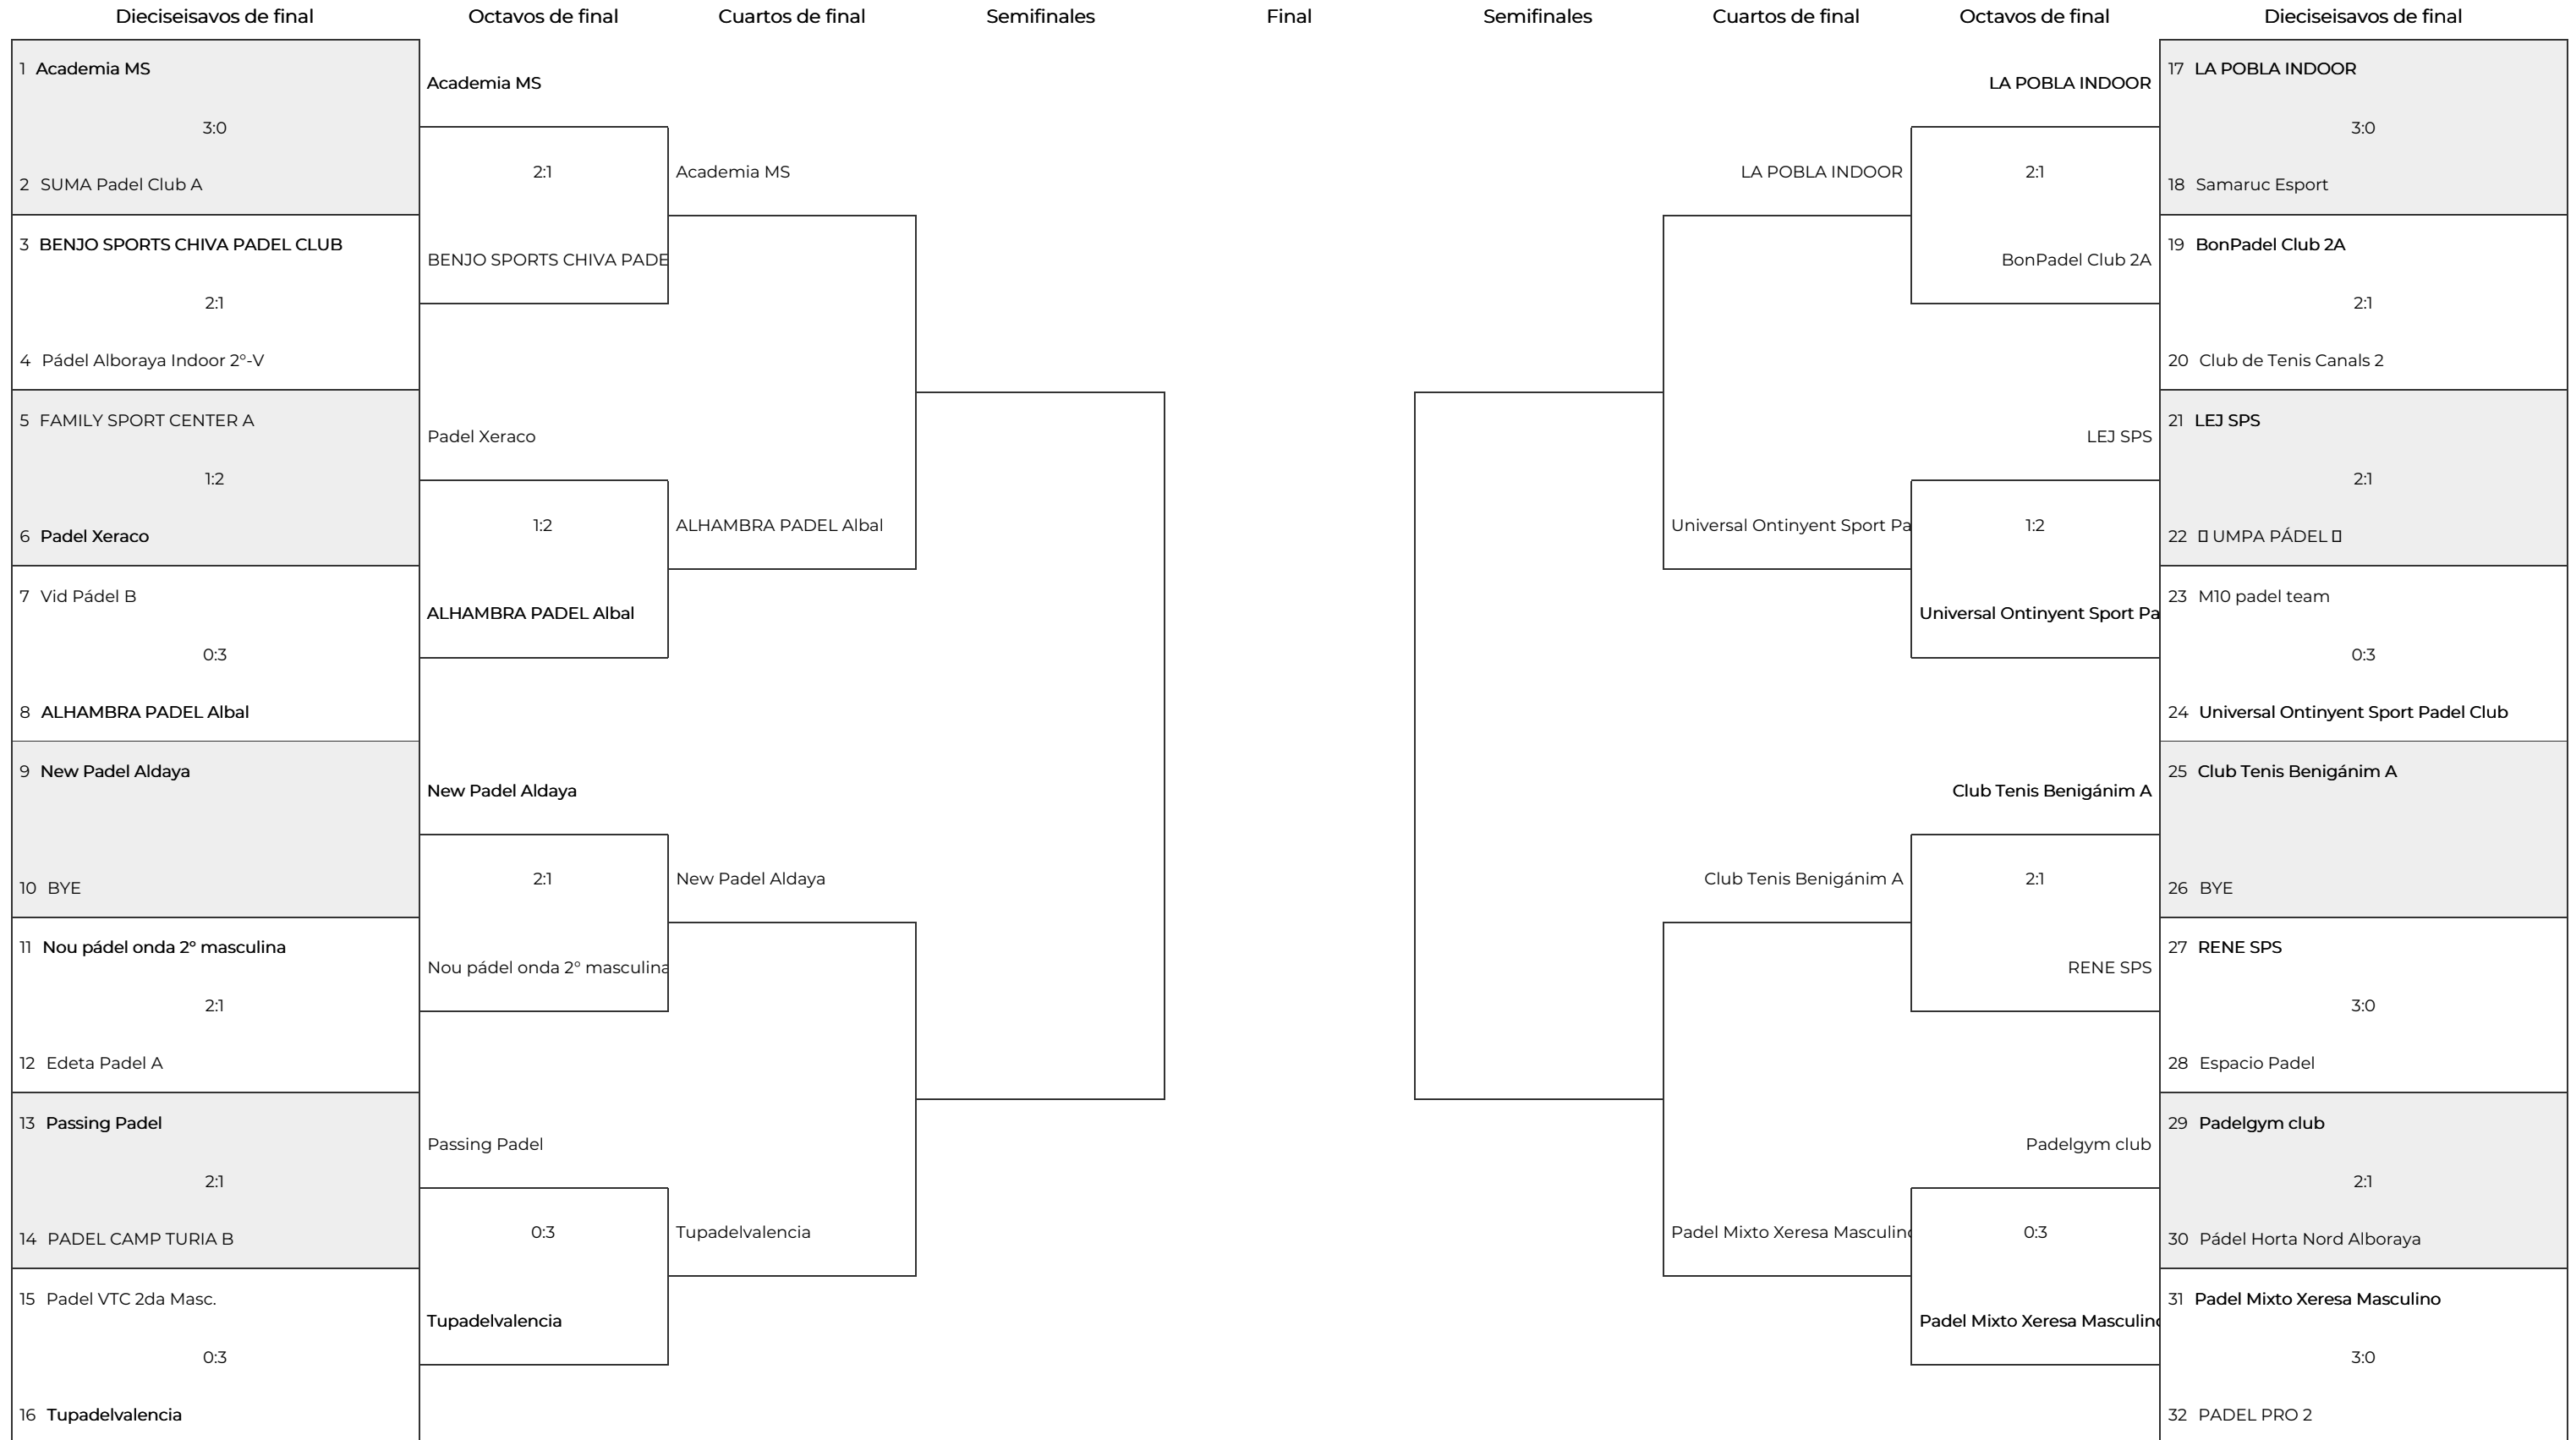 Dieciseisavos de final
Octavos de final
Cuartos de final
Semifinales
Final
Semifinales
Cuartos de final
Octavos de final
Dieciseisavos de final
1 Academia MS
3:0
2 SUMA Padel Club A
3 BENJO SPORTS CHIVA PADEL CLUB
2:1
4 Pádel Alboraya Indoor 2º-V
5 FAMILY SPORT CENTER A
1:2
6 Padel Xeraco
7 Vid Pádel B
0:3
8 ALHAMBRA PADEL Albal
9 New Padel Aldaya
10 BYE
11 Nou pádel onda 2º masculina
2:1
12 Edeta Padel A
13 Passing Padel
2:1
14 PADEL CAMP TURIA B
15 Padel VTC 2da Masc.
0:3
16 Tupadelvalencia
Academia MS
2:1
BENJO SPORTS CHIVA PADE
Padel Xeraco
1:2
ALHAMBRA PADEL Albal
New Padel Aldaya
2:1
Nou pádel onda 2º masculina
Passing Padel
0:3
Tupadelvalencia
Academia MS
ALHAMBRA PADEL Albal
New Padel Aldaya
Tupadelvalencia
LA POBLA INDOOR
Universal Ontinyent Sport Pa
Club Tenis Benigánim A
Padel Mixto Xeresa Masculino
LA POBLA INDOOR
2:1
BonPadel Club 2A
LEJ SPS
1:2
Universal Ontinyent Sport Pa
Club Tenis Benigánim A
2:1
RENE SPS
Padelgym club
0:3
Padel Mixto Xeresa Masculino
17 LA POBLA INDOOR
3:0
18 Samaruc Esport
19 BonPadel Club 2A
2:1
20 Club de Tenis Canals 2
21 LEJ SPS
2:1
22 UMPA PÁDEL
23 M10 padel team
0:3
24 Universal Ontinyent Sport Padel Club
25 Club Tenis Benigánim A
26 BYE
27 RENE SPS
3:0
28 Espacio Padel
29 Padelgym club
2:1
30 Pádel Horta Nord Alboraya
31 Padel Mixto Xeresa Masculino
3:0
32 PADEL PRO 2